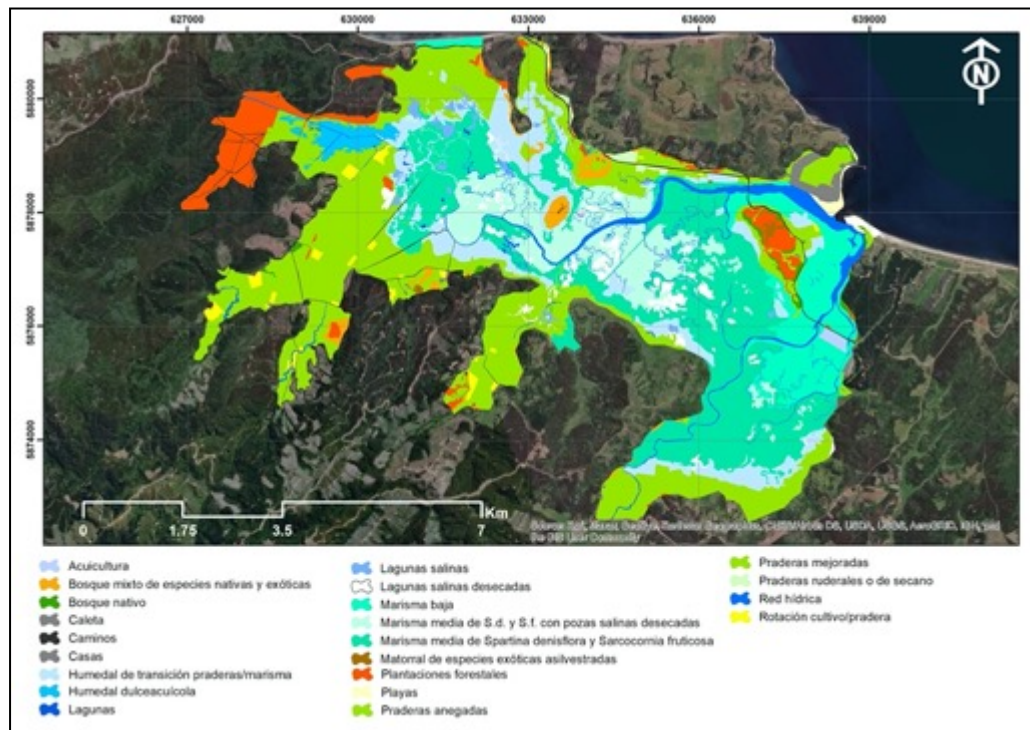 627000 630000 633000 636000 639000
N
5880000
5878000
5876000
5874000
Km
0 1.75 3.5 7
Acuicultura
Bosque mixto de especies nativas y exóticas
Bosque nativo
Caleta
Caminos
Casas
Humedal de transición praderas/marisma
Humedal dulceacuícola
Lagunas
Lagunas salinas
Lagunas salinas desecadas
Marisma baja
Marisma media de S.d. y S.f. con pozas salinas desecadas
Marisma media de Spartina denisflora y Sarcocornia fruticosa
Matorral de especies exóticas asilvestradas
Plantaciones forestales
Playas
Praderas anegadas
Praderas mejoradas
Praderas ruderales o de secano
Red hídrica
Rotación cultivo/pradera